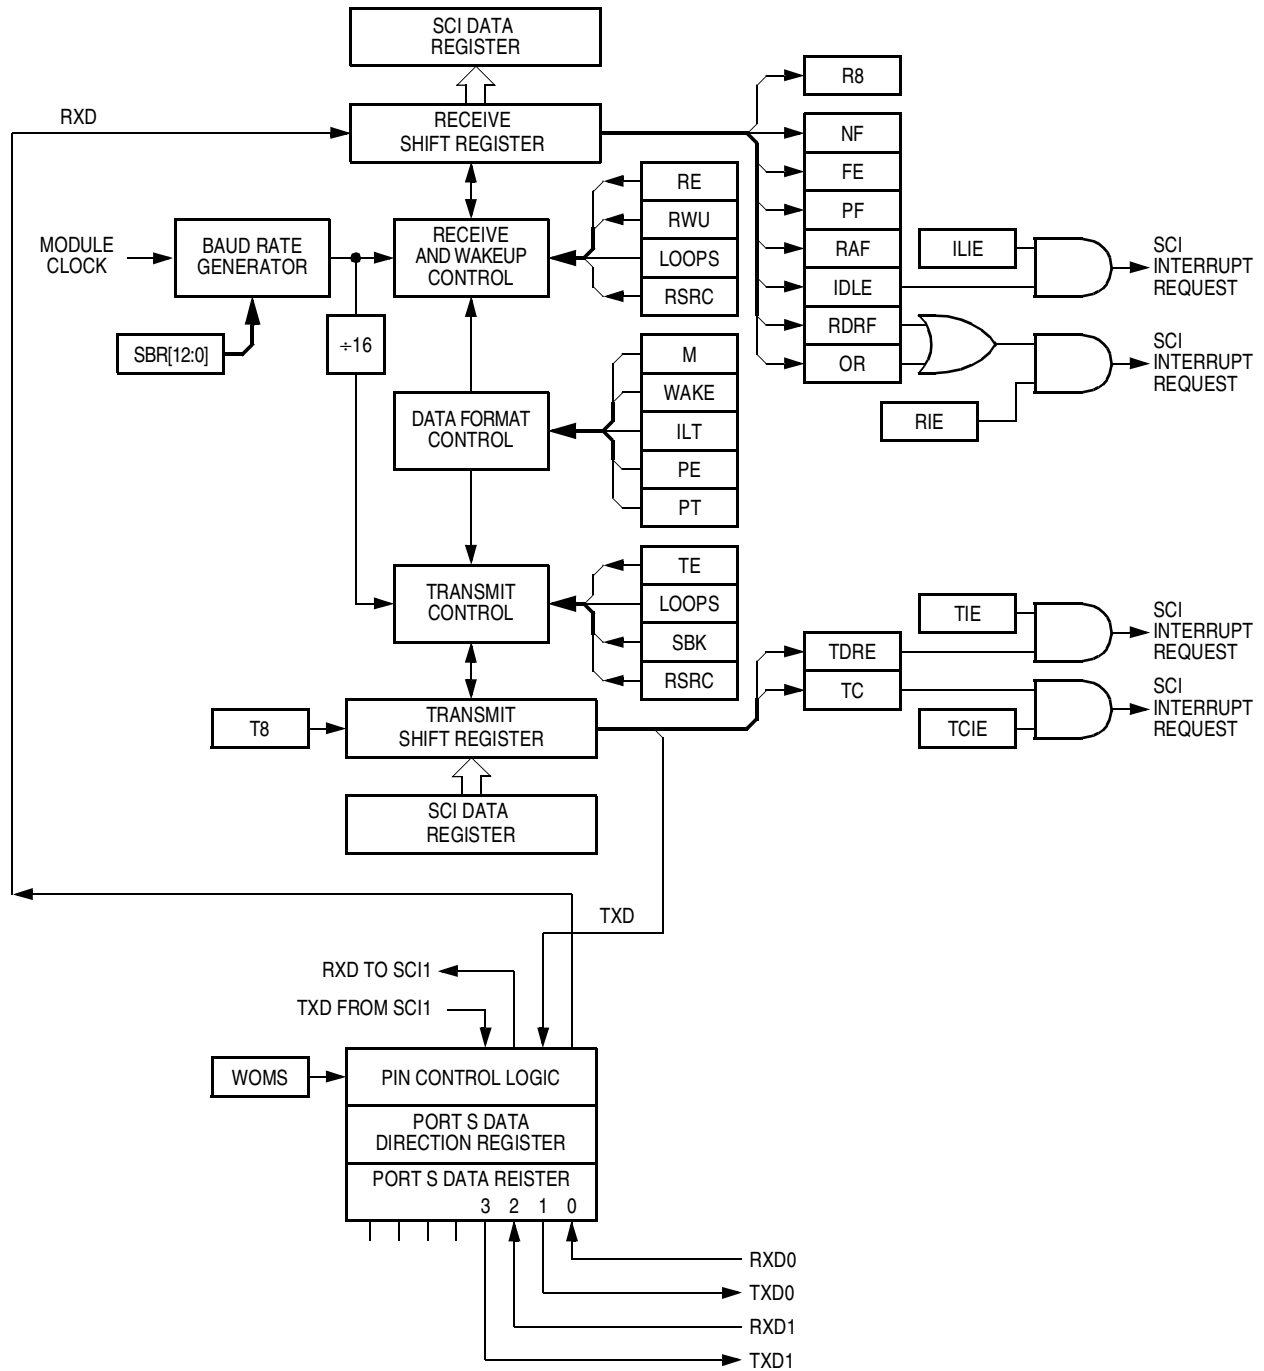 SCI DATA
REGISTER
R8
RXD
RECEIVE
SHIFT REGISTER
NF
FE
PF
RAF
IDLE
RDRF
OR
RE
RWU
LOOPS
RSRC
MODULE
CLOCK
BAUD RATE
GENERATOR
RECEIVE
AND WAKEUP
CONTROL
ILIE
SCI
INTERRUPT
REQUEST
SBR[12:0]
÷16
SCI
INTERRUPT
REQUEST
RIE
DATA FORMAT
CONTROL
M
WAKE
ILT
PE
PT
TRANSMIT
CONTROL
TE
LOOPS
SBK
RSRC
TIE
SCI
INTERRUPT
REQUEST
TDRE
TC
TCIE
SCI
INTERRUPT
REQUEST
T8
TRANSMIT
SHIFT REGISTER
SCI DATA
REGISTER
TXD
RXD TO SCI1
TXD FROM SCI1
WOMS
PIN CONTROL LOGIC
PORT S DATA
DIRECTION REGISTER
PORT S DATA REISTER
3 2 1 0
RXD0
TXD0
RXD1
TXD1